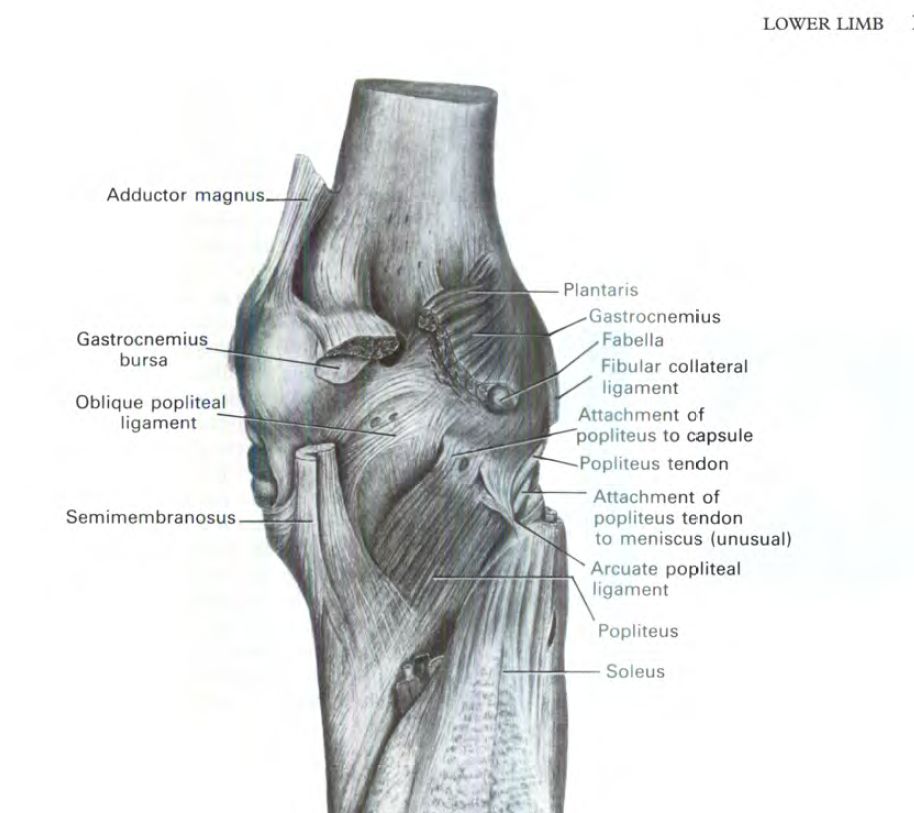 LOWER LIMB
Adductor magnus
Gastrocnemius
bursa
Oblique popliteal
ligament
Semimembranosus
Plantaris
Gastrocnemius
Fabella
Fibular collateral
ligament
Attachment of
popliteus to capsule
Popliteus tendon
Attachment of
popliteus tendon
to meniscus (unusual)
Arcuate popliteal
ligament
Popliteus
Soleus